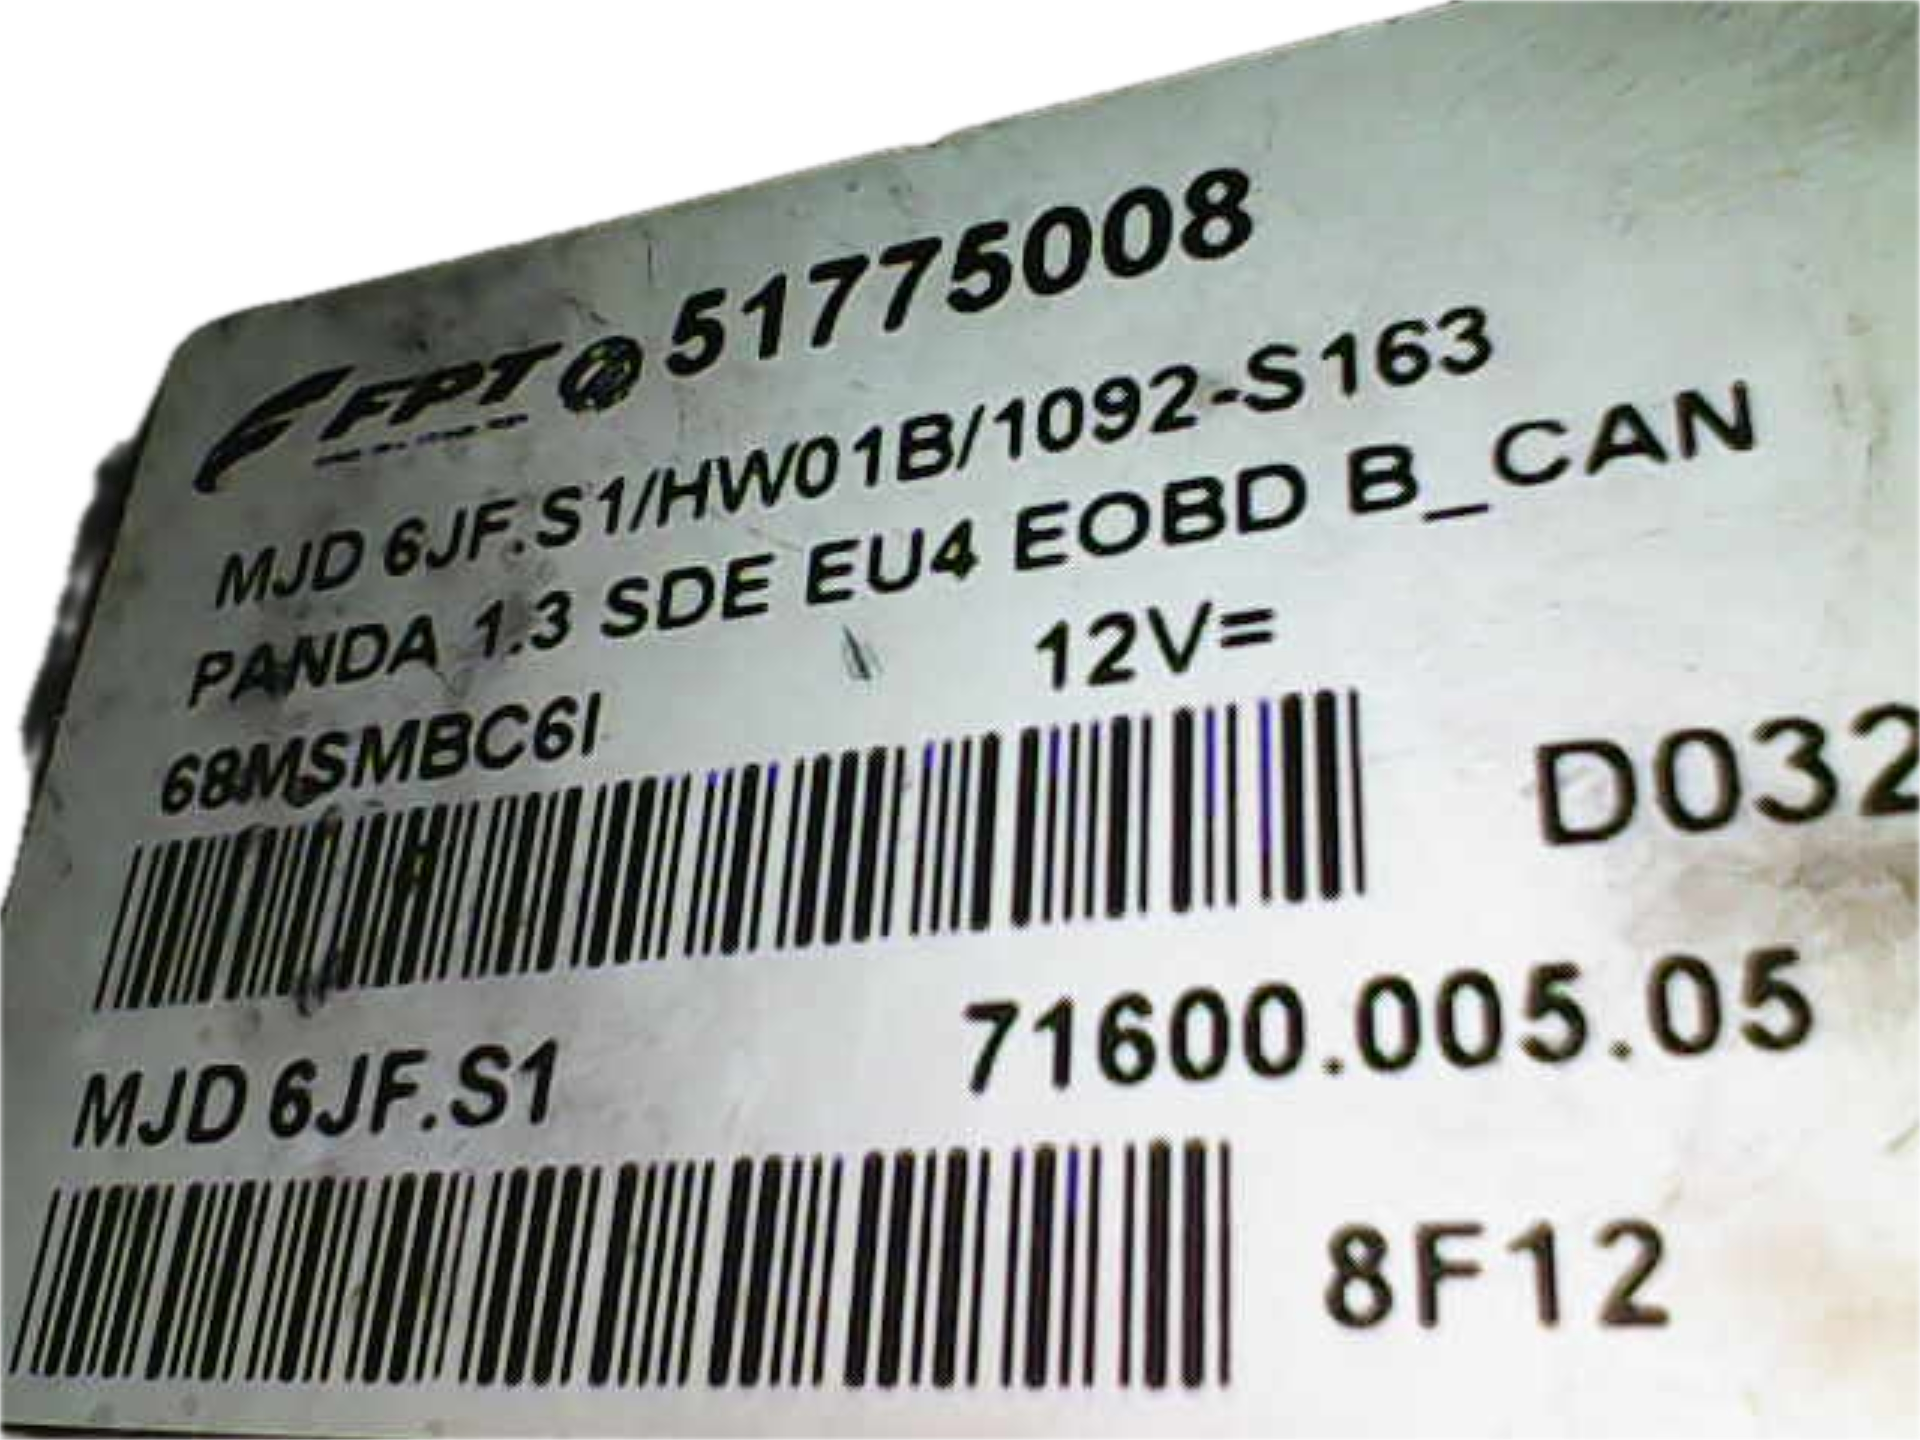 FPT 51775008
MJD 6JF.S1/HW01B/1092-S163
PANDA 1.3 SDE EU4 EOBD B_CAN
68MSMBC6I 12V=
D032
MJD 6JF.S1 71600.005.05
8F12